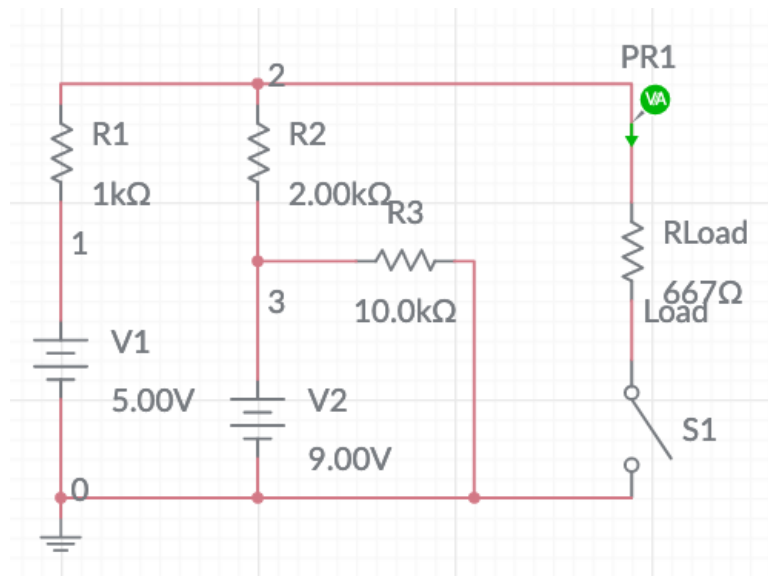 PR1
2
VA
R1
1kΩ
R2
2.00kΩ
R3
10.0kΩ
RLoad
667Ω
Load
1
3
V1
5.00V
V2
9.00V
S1
0